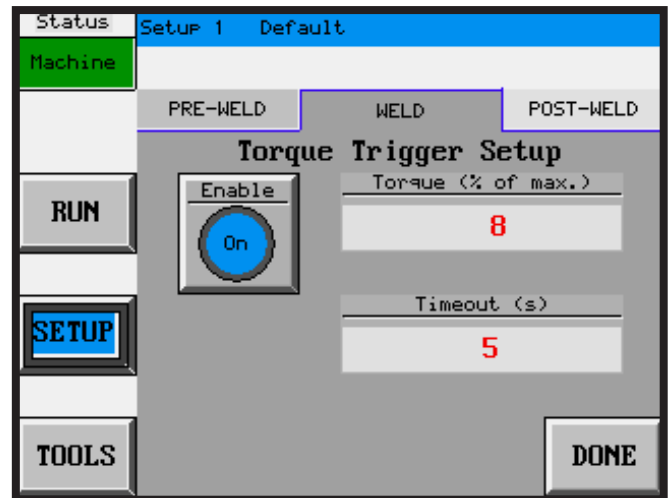 Status
Setup 1 Default
Machine
PRE-WELD WELD POST-WELD
Torque Trigger Setup
Enable
Torque (% of max.)
RUN
On
8
Timeout (s)
SETUP
5
TOOLS
DONE